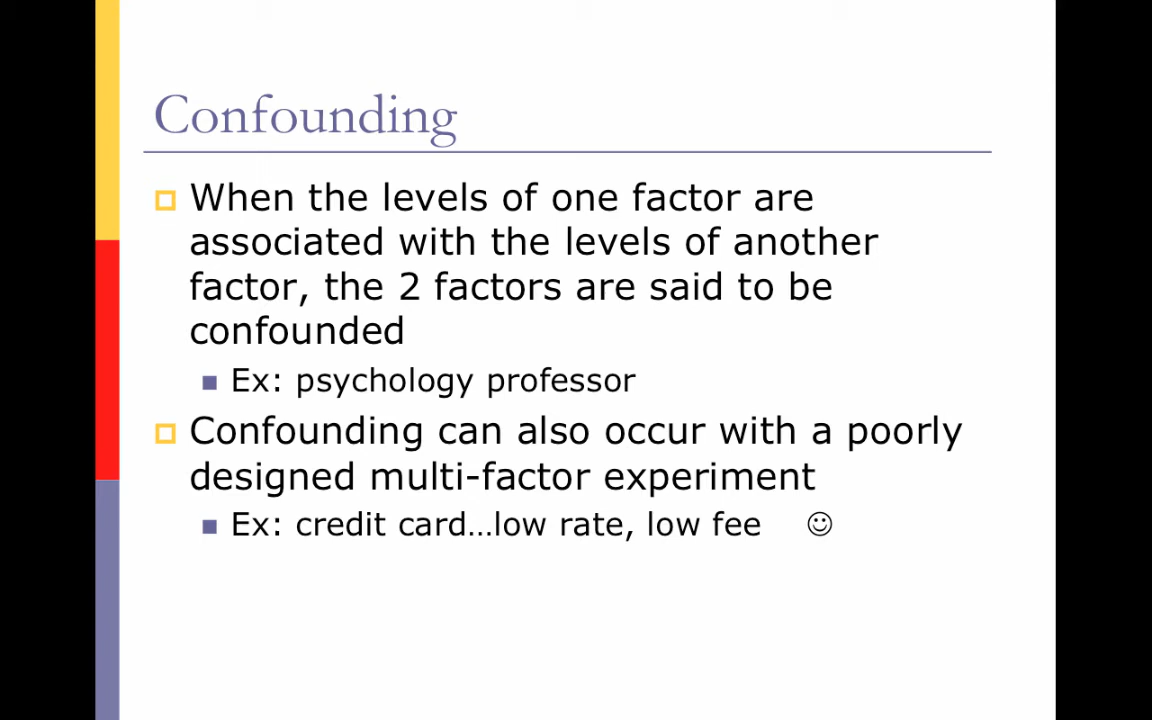 Confounding
When the levels of one factor are
associated with the levels of another
factor, the 2 factors are said to be
confounded
Ex: psychology professor
Confounding can also occur with a poorly
designed multi-factor experiment
Ex: credit card…low rate, low fee ☺